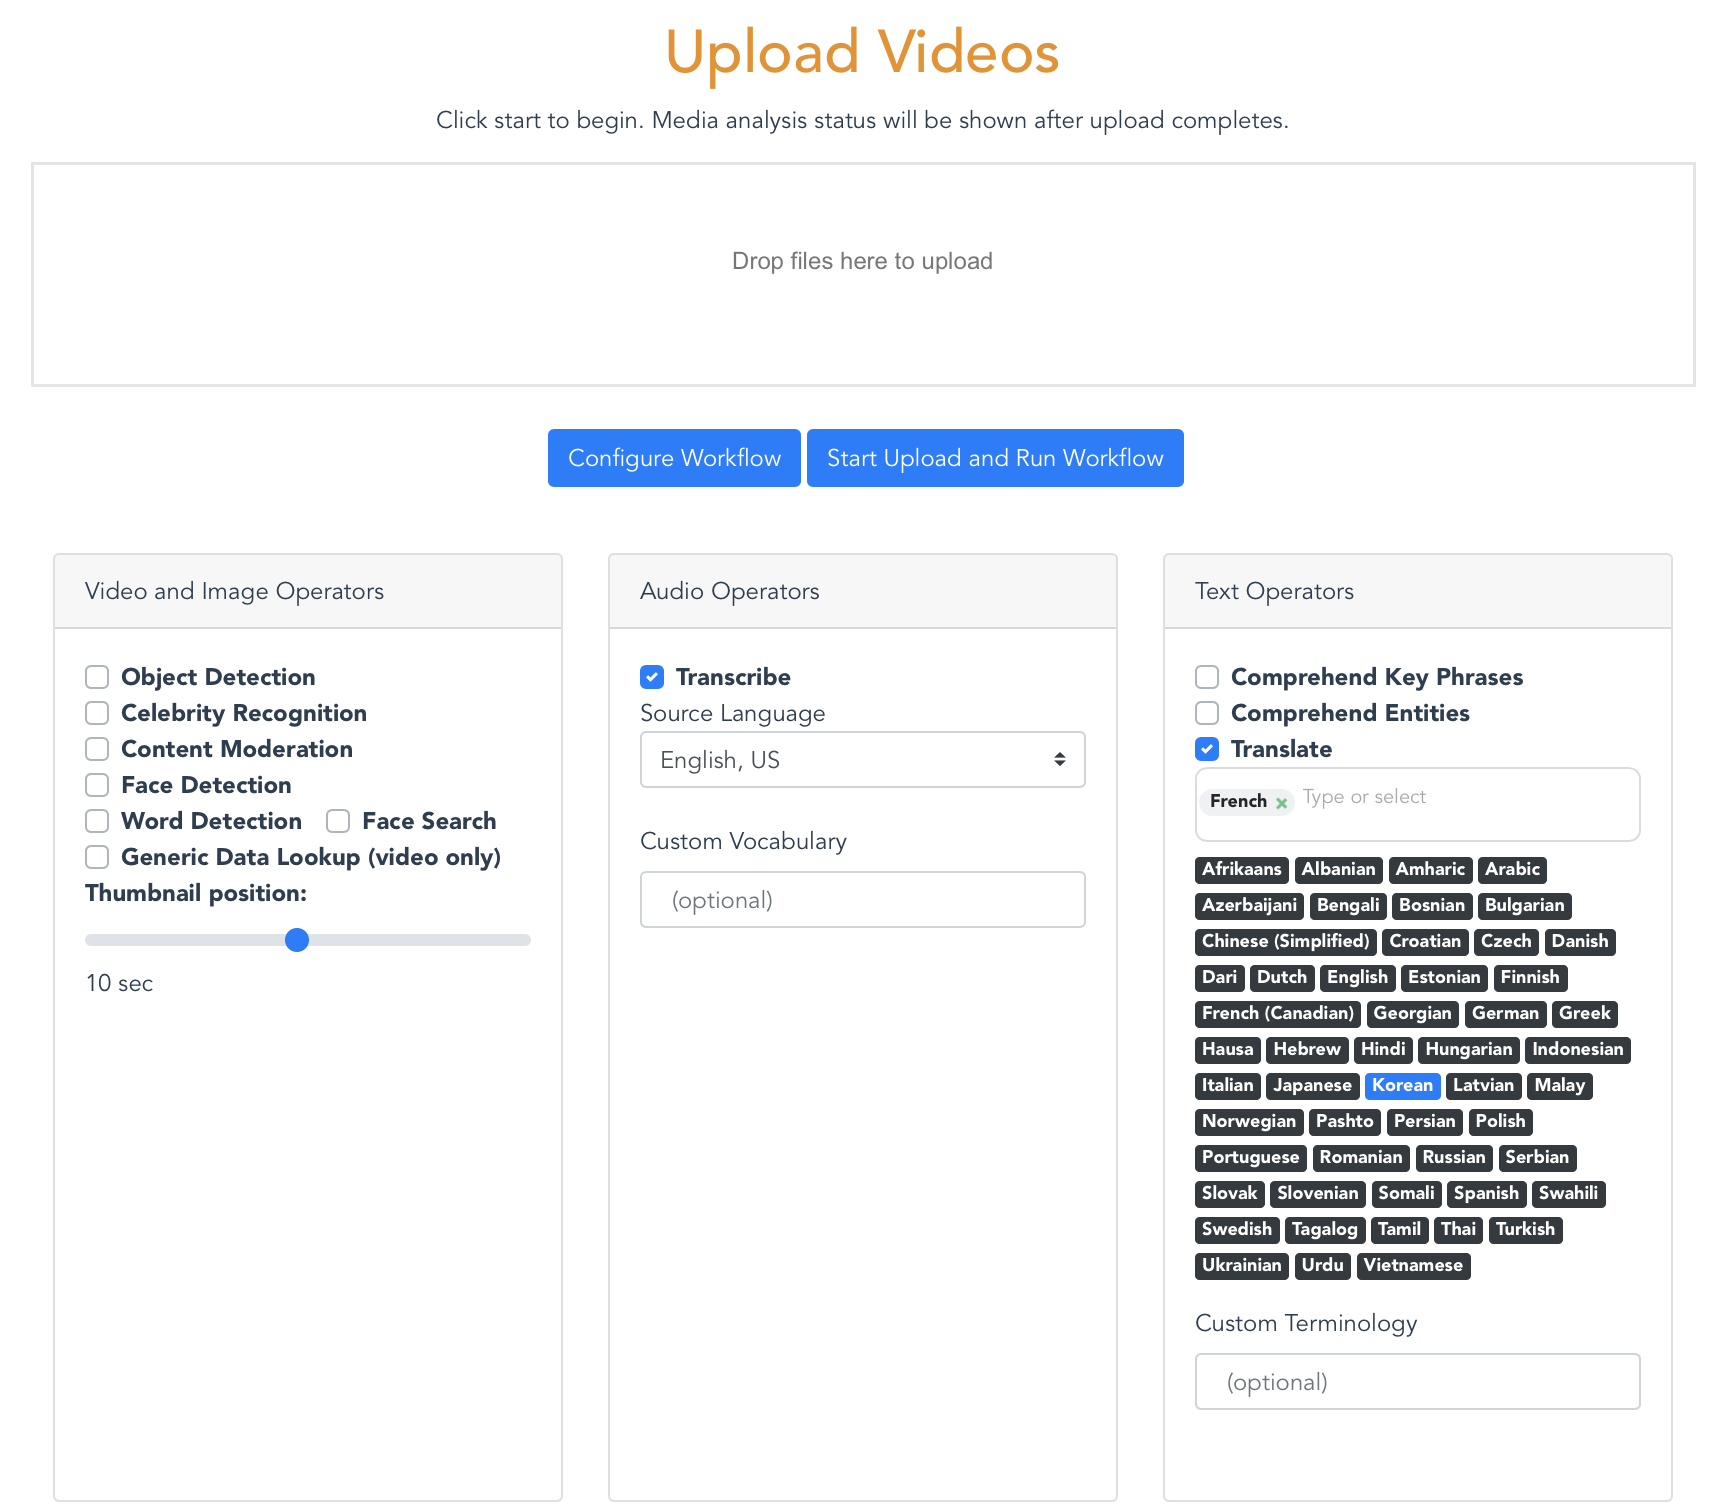 Upload Videos
Click start to begin. Media analysis status will be shown after upload completes.
Drop files here to upload
Configure Workflow
Start Upload and Run Workflow
Video and Image Operators
Object Detection
Celebrity Recognition
Content Moderation
Face Detection
Word Detection Face Search
Generic Data Lookup (video only)
Thumbnail position:
10 sec
Audio Operators
Transcribe
Source Language
English, US
Custom Vocabulary
(optional)
Text Operators
Comprehend Key Phrases
Comprehend Entities
Translate
French × Type or select
Afrikaans Albanian Amharic Arabic
Azerbaijani Bengali Bosnian Bulgarian
Chinese (Simplified) Croatian Czech Danish
Dari Dutch English Estonian Finnish
French (Canadian) Georgian German Greek
Hausa Hebrew Hindi Hungarian Indonesian
Italian Japanese Korean Latvian Malay
Norwegian Pashto Persian Polish
Portuguese Romanian Russian Serbian
Slovak Slovenian Somali Spanish Swahili
Swedish Tagalog Tamil Thai Turkish
Ukrainian Urdu Vietnamese
Custom Terminology
(optional)